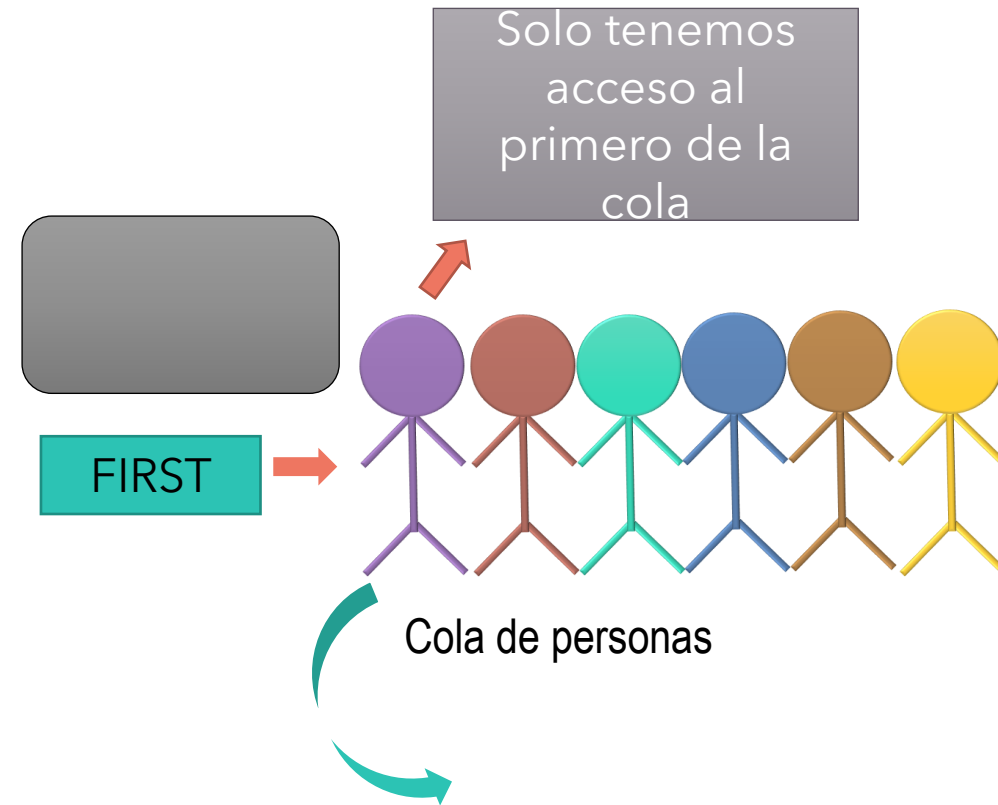 Solo tenemos
acceso al
primero de la
cola
FIRST
Cola de personas